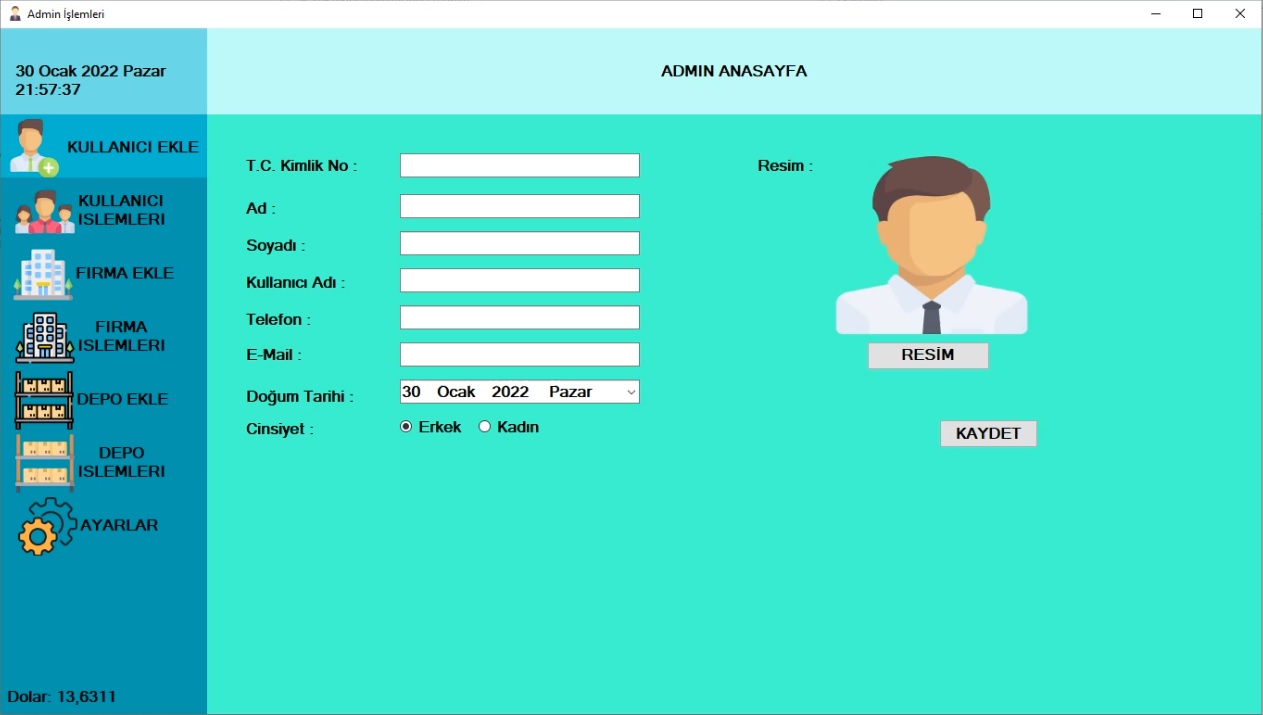 Admin İşlemleri
30 Ocak 2022 Pazar
21:57:37
ADMIN ANASAYFA
KULLANICI EKLE
KULLANICI
ISLEMLERI
FIRMA EKLE
FIRMA
ISLEMLERI
DEPO EKLE
DEPO
ISLEMLERI
AYARLAR
Dolar: 13,6311
T.C. Kimlik No :
Ad :
Soyadı :
Kullanıcı Adı :
Telefon :
E-Mail :
Doğum Tarihi : 30 Ocak 2022 Pazar
Cinsiyet : Erkek Kadın
Resim :
RESİM
KAYDET